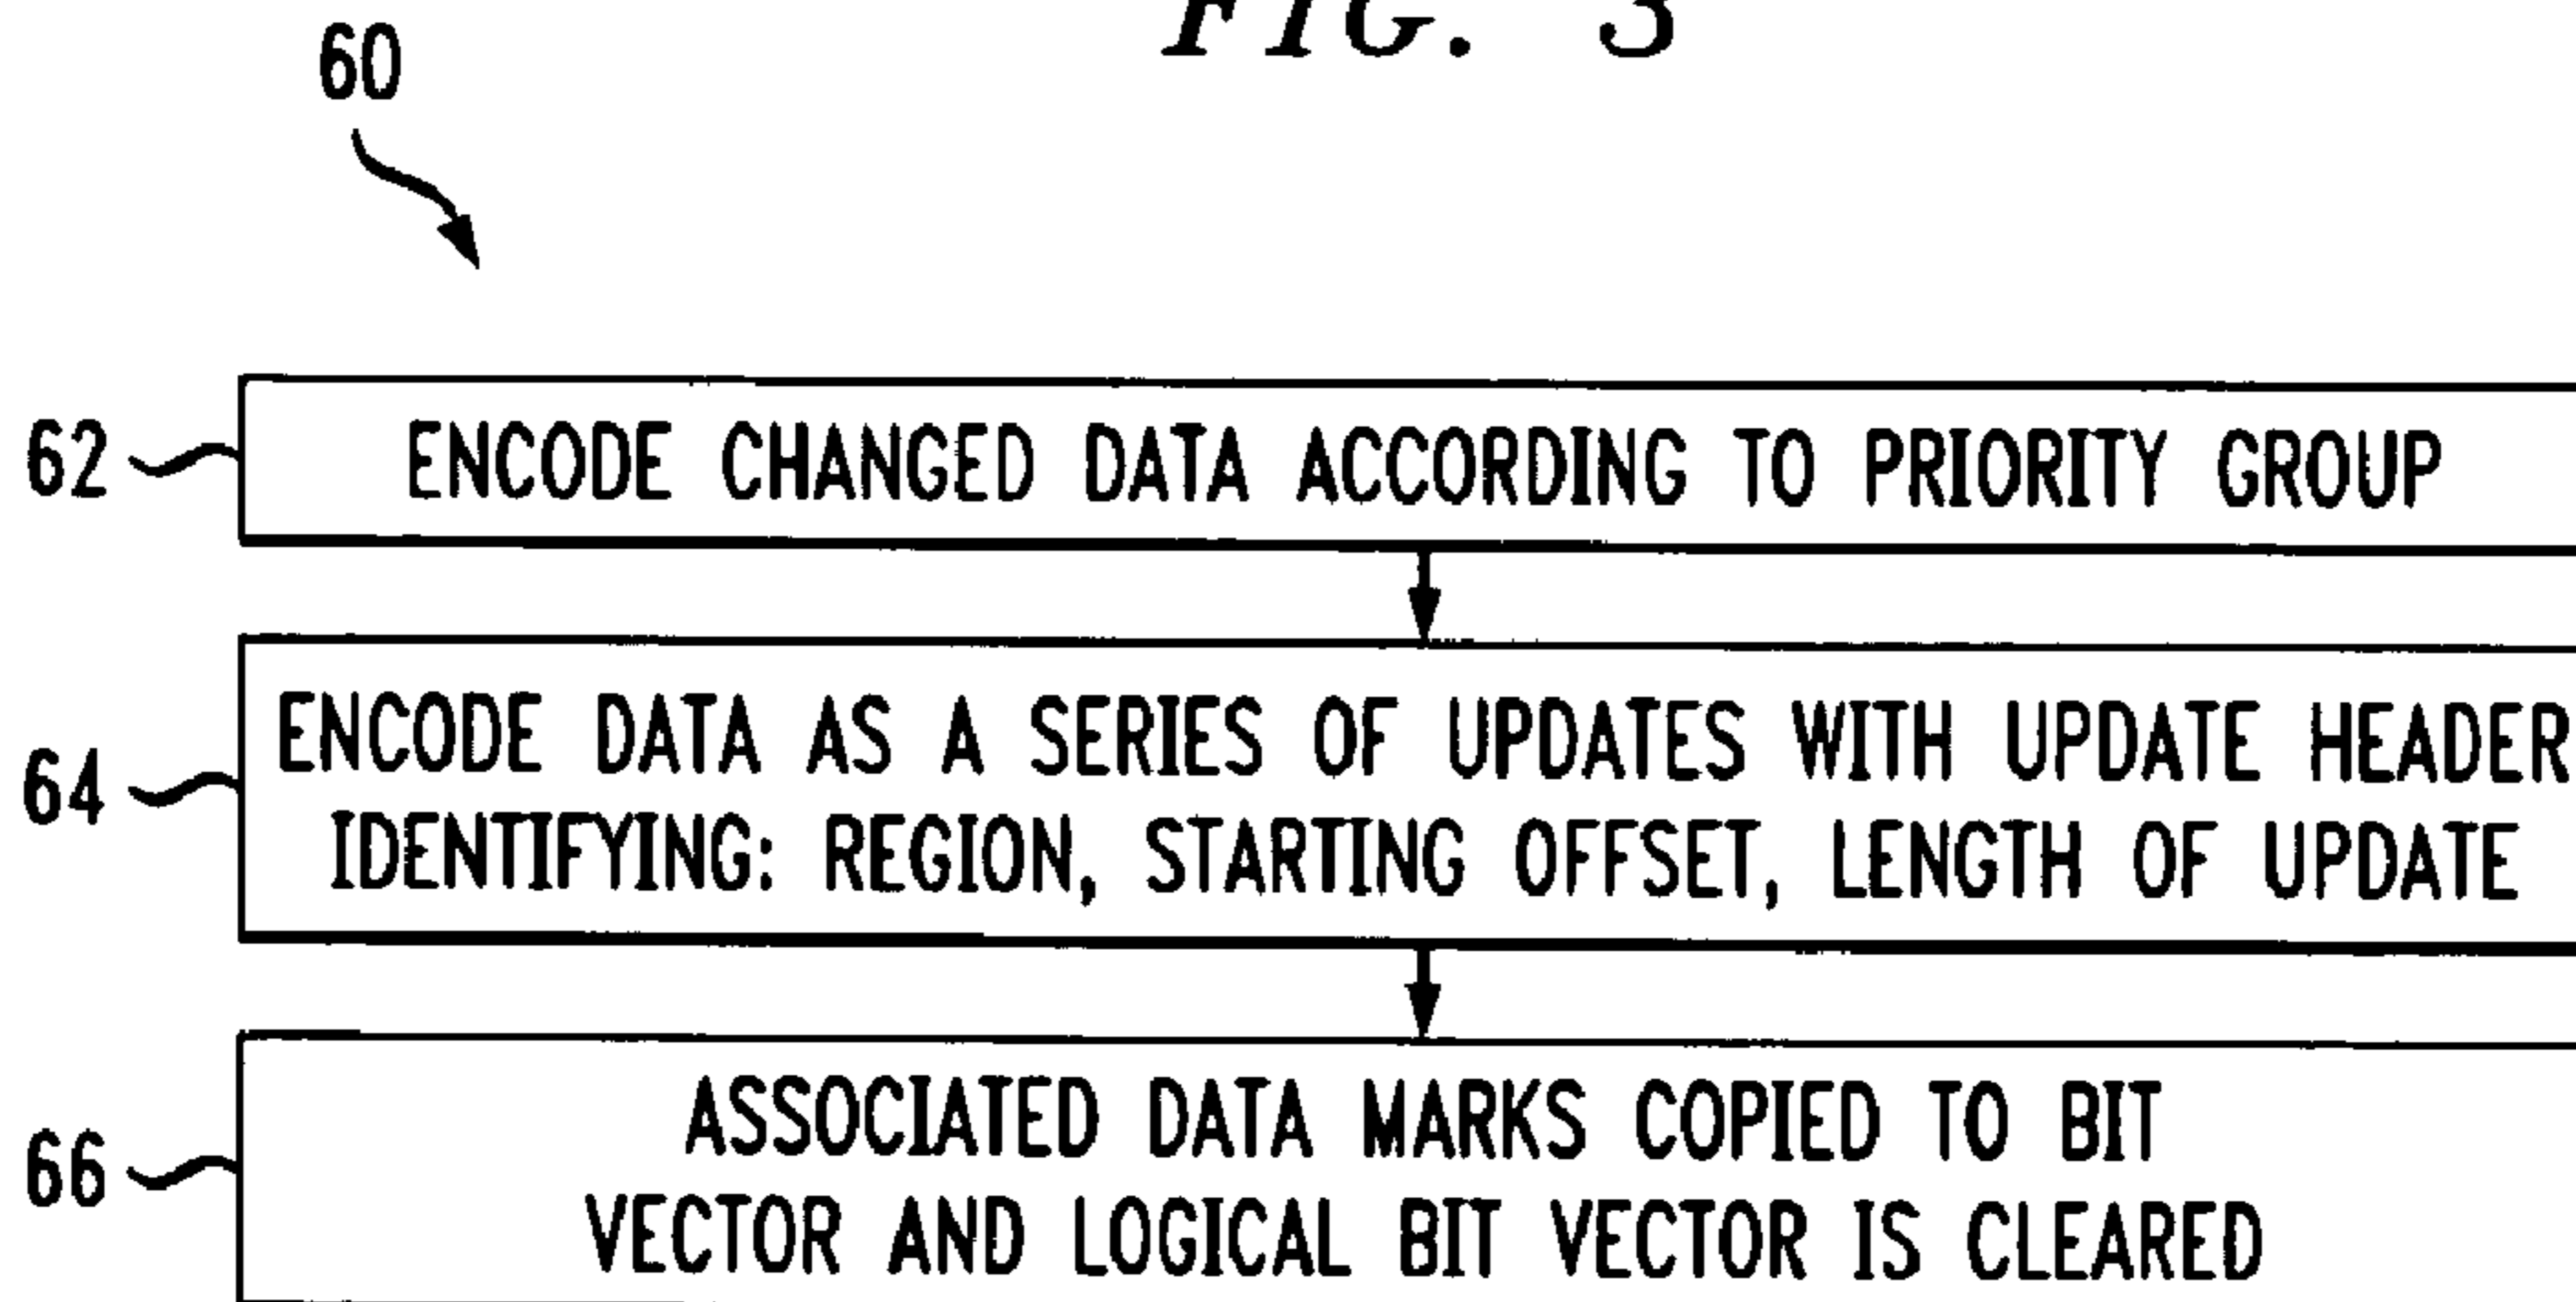 FIG. 3
60
62
ENCODE CHANGED DATA ACCORDING TO PRIORITY GROUP
64
ENCODE DATA AS A SERIES OF UPDATES WITH UPDATE HEADER
IDENTIFYING: REGION, STARTING OFFSET, LENGTH OF UPDATE
66
ASSOCIATED DATA MARKS COPIED TO BIT
VECTOR AND LOGICAL BIT VECTOR IS CLEARED